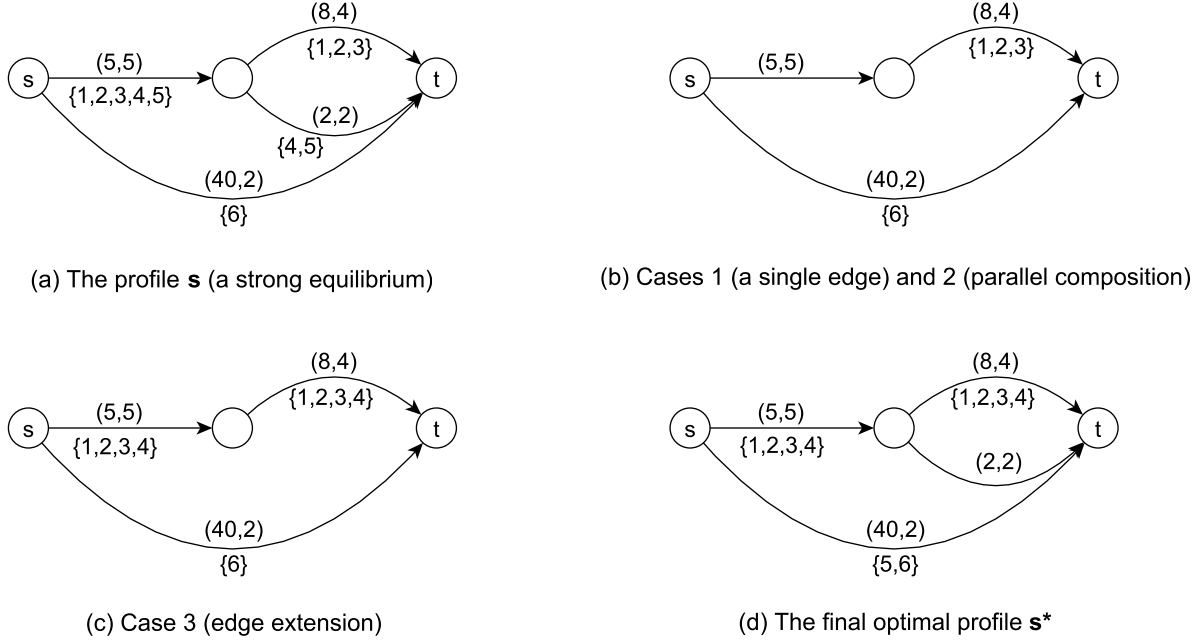 (8,4)
{1,2,3}
(5,5)
s
t
{1,2,3,4,5}
(2,2)
{4,5}
(40,2)
{6}
(a) The profile s (a strong equilibrium)
(8,4)
{1,2,3}
(5,5)
s
t
(40,2)
{6}
(b) Cases 1 (a single edge) and 2 (parallel composition)
(8,4)
{1,2,3,4}
(5,5)
s
t
{1,2,3,4}
(40,2)
{6}
(c) Case 3 (edge extension)
(8,4)
{1,2,3,4}
(5,5)
s
t
{1,2,3,4}
(2,2)
(40,2)
{5,6}
(d) The final optimal profile s*